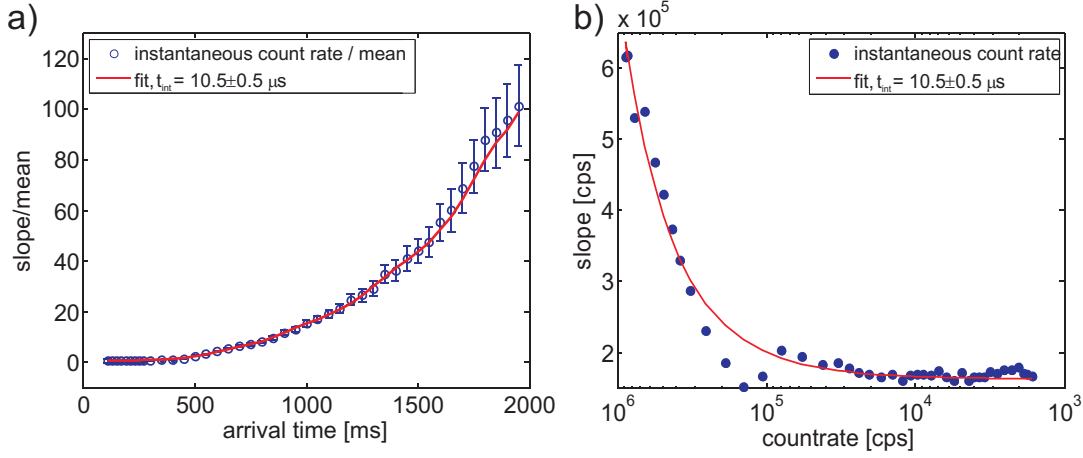 a)
instantaneous count rate / mean
fit, t_int = 10.5±0.5 μs
120
100
80
60
40
20
0
slope/mean
0
500
1000
1500
2000
arrival time [ms]
b)
x 10^5
instantaneous count rate
fit, t_int = 10.5±0.5 μs
6
5
4
3
2
slope [cps]
10^6
10^5
10^4
10^3
countrate [cps]